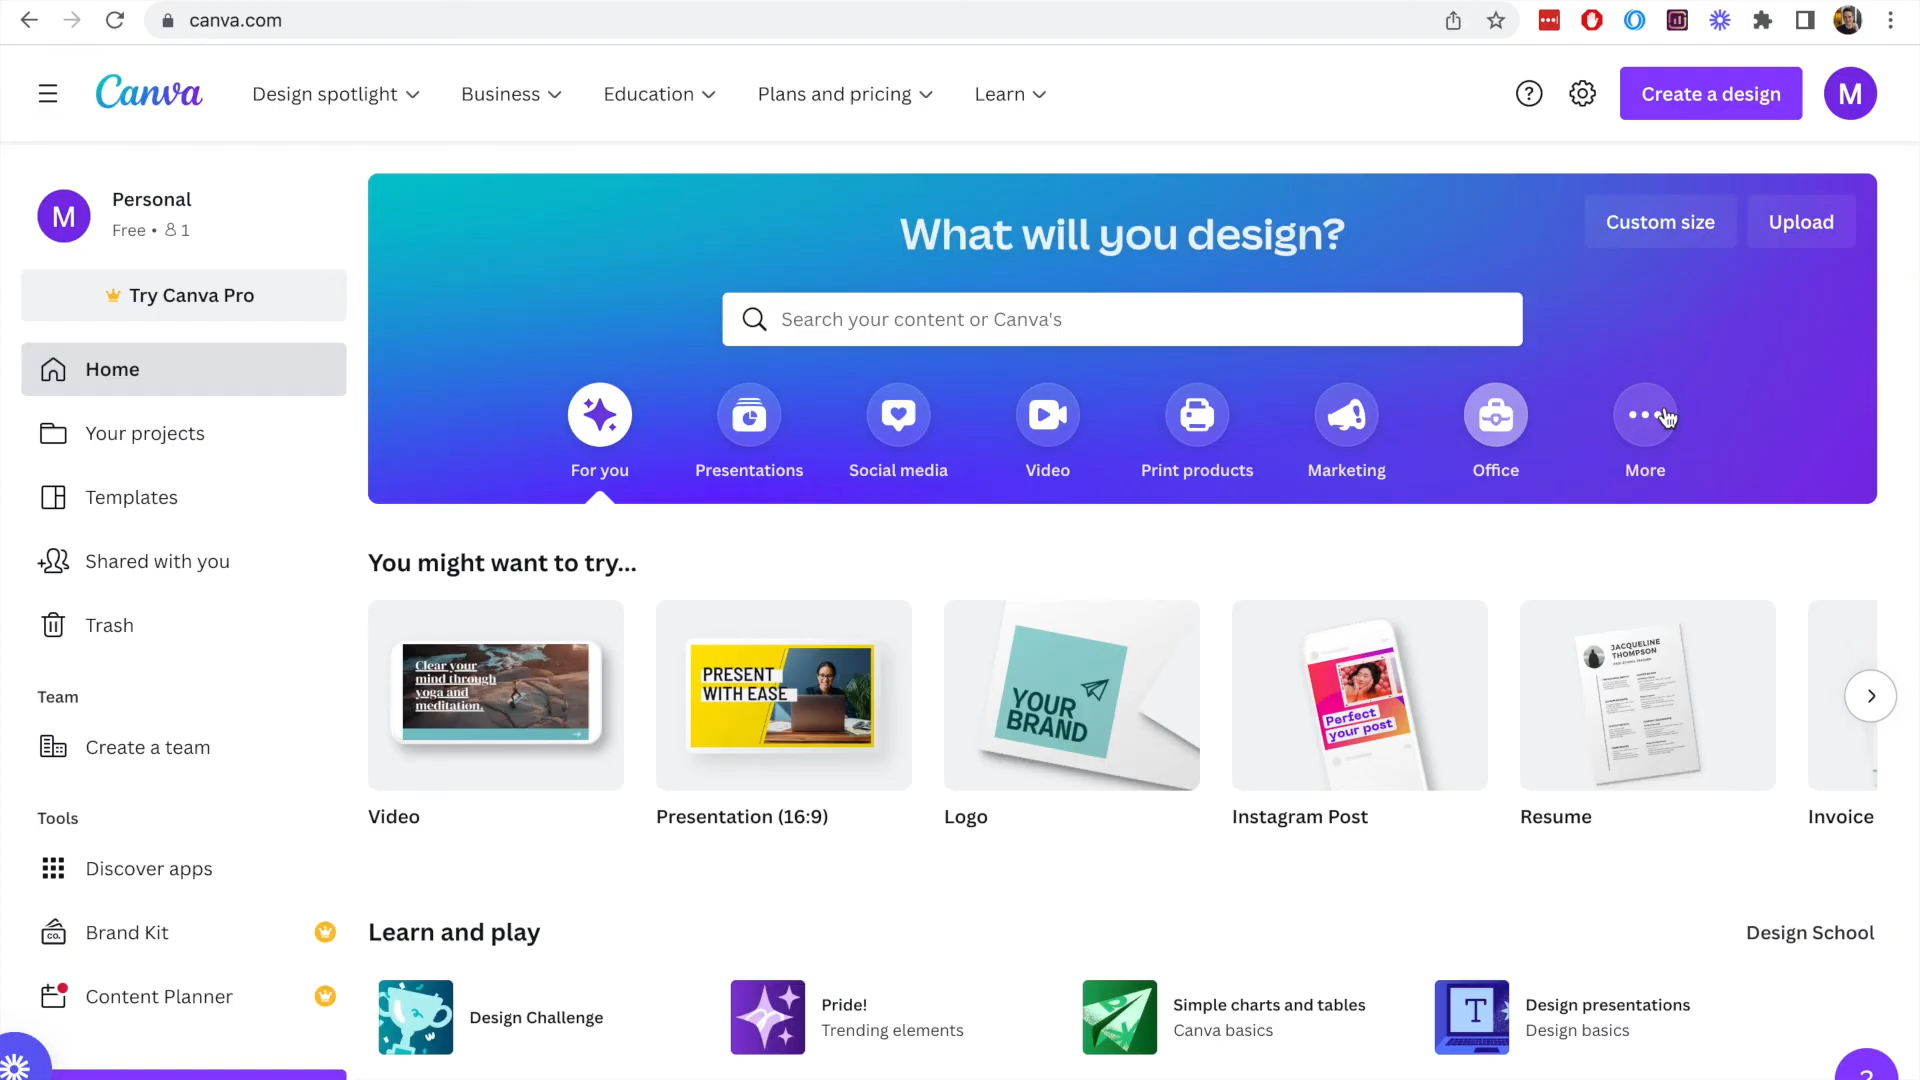 canva.com
Canva
Design spotlight
Business
Education
Plans and pricing
Learn
Create a design
M
M
Personal
Free • 1
Try Canva Pro
Home
Your projects
Templates
Shared with you
Trash
Team
Create a team
Tools
Discover apps
CO.
Brand Kit
Content Planner
What will you design?
Custom size
Upload
Search your content or Canva's
For you
Presentations
Social media
Video
Print products
Marketing
Office
More
You might want to try...
Clear your
mind through
yoga and
meditation.
Video
PRESENT
WITH EASE
Presentation (16:9)
YOUR
BRAND
Logo
Perfect
your post
Instagram Post
JACQUELINE
THOMPSON
Resume
Invoice
Learn and play
Design School
Design Challenge
Pride!
Trending elements
Simple charts and tables
Canva basics
T
Design presentations
Design basics
?